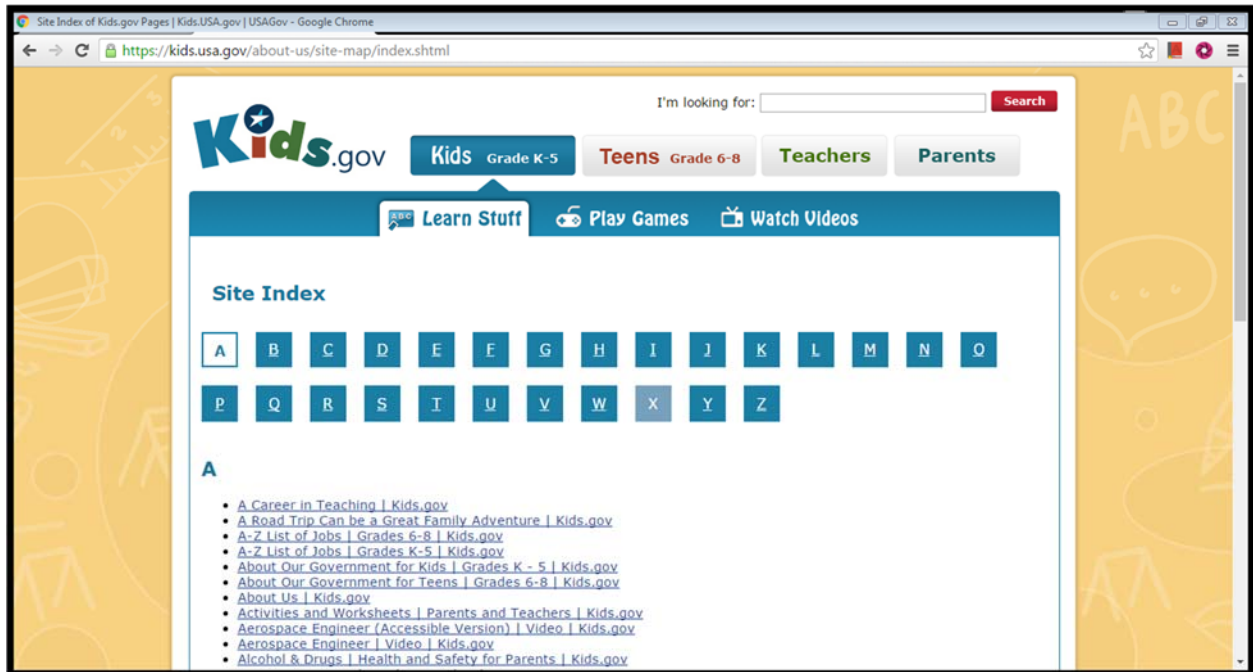 Site Index of Kids.gov Pages | Kids.USA.gov | USAGov - Google Chrome
https://kids.usa.gov/about-us/site-map/index.shtml
I'm looking for: Search
Kids.gov
Kids Grade K-5 Teens Grade 6-8 Teachers Parents
ABC Learn Stuff Play Games Watch Videos
Site Index
A B C D E F G H I J K L M N O
P Q R S T U V W X Y Z
A
• A Career in Teaching | Kids.gov
• A Road Trip Can be a Great Family Adventure | Kids.gov
• A-Z List of Jobs | Grades 6-8 | Kids.gov
• A-Z List of Jobs | Grades K-5 | Kids.gov
• About Our Government for Kids | Grades K - 5 | Kids.gov
• About Our Government for Teens | Grades 6-8 | Kids.gov
• About Us | Kids.gov
• Activities and Worksheets | Parents and Teachers | Kids.gov
• Aerospace Engineer (Accessible Version) | Video | Kids.gov
• Aerospace Engineer | Video | Kids.gov
• Alcohol & Drugs | Health and Safety for Parents | Kids.gov
ABC
1 2 3